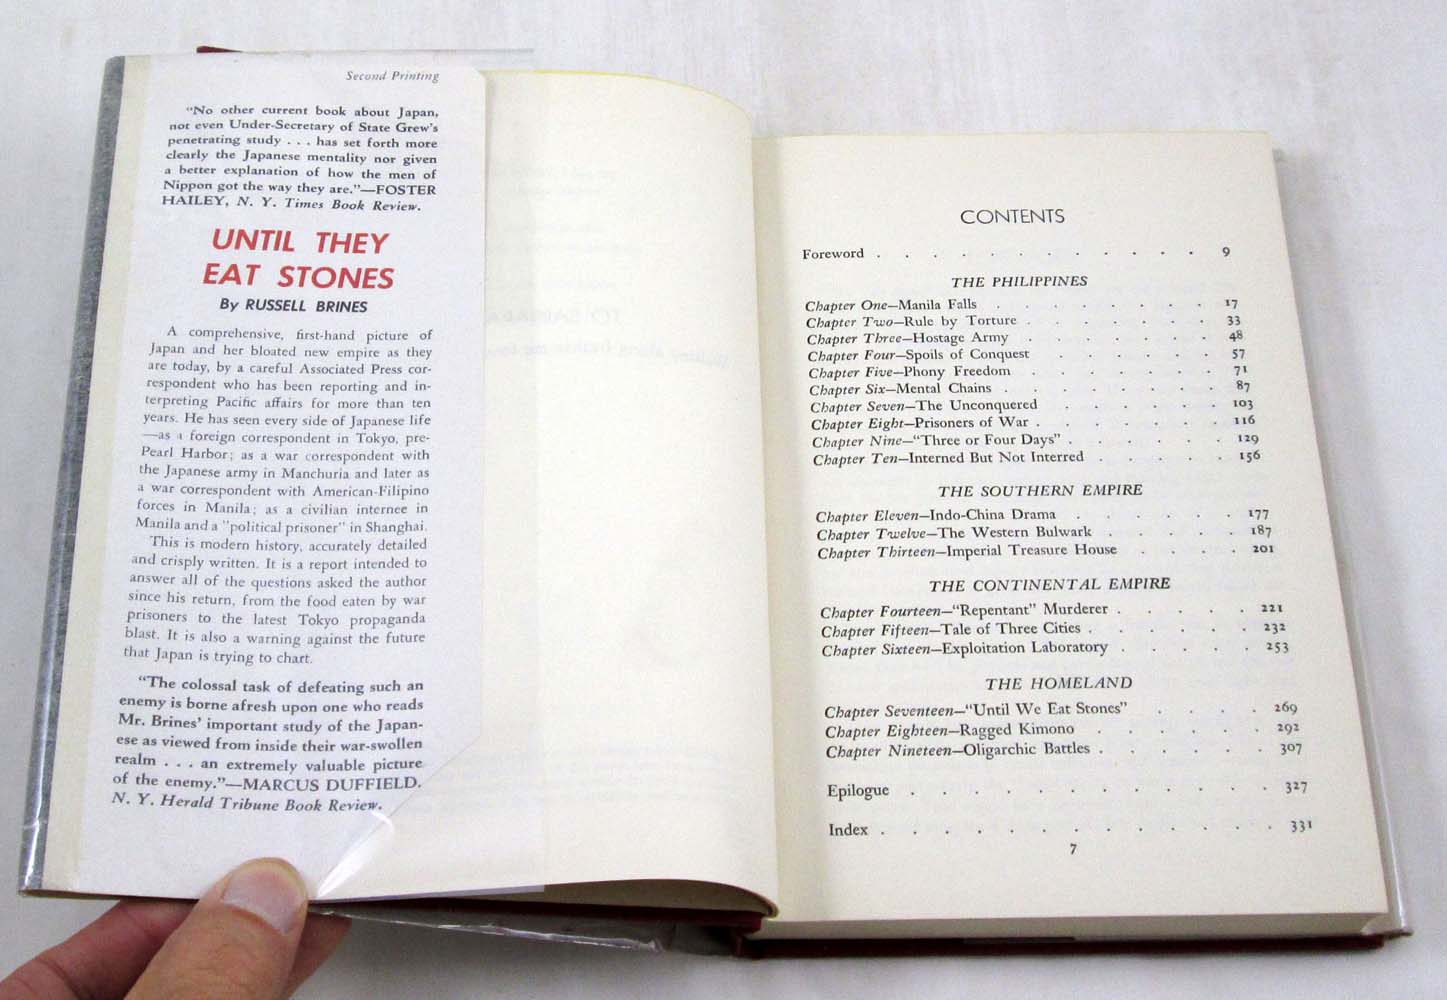 Second Printing
"No other current book about Japan,
not even Under-Secretary of State Grew's
penetrating study . . . has set forth more
clearly the Japanese mentality nor given
a better explanation of how the men of
Nippon got the way they are."—FOSTER
HAILEY, N. Y. Times Book Review.
UNTIL THEY
EAT STONES
By RUSSELL BRINES
A comprehensive, first-hand picture of
Japan and her bloated new empire as they
are today, by a careful Associated Press cor-
respondent who has been reporting and in-
terpreting Pacific affairs for more than ten
years. He has seen every side of Japanese life
—as a foreign correspondent in Tokyo, pre-
Pearl Harbor; as a war correspondent with
the Japanese army in Manchuria and later as
a war correspondent with American-Filipino
forces in Manila; as a civilian internee in
Manila and a "political prisoner" in Shanghai.
This is modern history, accurately detailed
and crisply written. It is a report intended to
answer all of the questions asked the author
since his return, from the food eaten by war
prisoners to the latest Tokyo propaganda
blast. It is also a warning against the future
that Japan is trying to chart.
"The colossal task of defeating such an
enemy is borne afresh upon one who reads
Mr. Brines' important study of the Japan-
ese as viewed from inside their war-swollen
realm . . . an extremely valuable picture
of the enemy."—MARCUS DUFFIELD,
N. Y. Herald Tribune Book Review.
CONTENTS
Foreword . . . . . . . . . . . . 9
THE PHILIPPINES
Chapter One—Manila Falls . . . . . . . . 17
Chapter Two—Rule by Torture . . . . . . . 33
Chapter Three—Hostage Army . . . . . . . 48
Chapter Four—Spoils of Conquest . . . . . . 57
Chapter Five—Phony Freedom . . . . . . . 71
Chapter Six—Mental Chains . . . . . . . . 87
Chapter Seven—The Unconquered . . . . . . 103
Chapter Eight—Prisoners of War . . . . . . . 116
Chapter Nine—"Three or Four Days" . . . . . . 129
Chapter Ten—Interned But Not Interred . . . . . 156
THE SOUTHERN EMPIRE
Chapter Eleven—Indo-China Drama . . . . . . 177
Chapter Twelve—The Western Bulwark . . . . . 187
Chapter Thirteen—Imperial Treasure House . . . . 201
THE CONTINENTAL EMPIRE
Chapter Fourteen—"Repentant" Murderer . . . . . 221
Chapter Fifteen—Tale of Three Cities . . . . . . 232
Chapter Sixteen—Exploitation Laboratory . . . . . 253
THE HOMELAND
Chapter Seventeen—"Until We Eat Stones" . . . . 269
Chapter Eighteen—Ragged Kimono . . . . . . 292
Chapter Nineteen—Oligarchic Battles . . . . . . 307
Epilogue . . . . . . . . . . . . 327
Index . . . . . . . . . . . . . 331
7